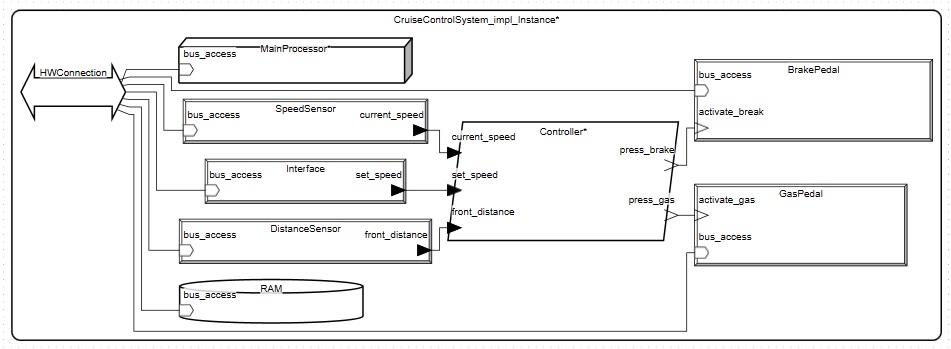 CruiseControlSystem_impl_Instance*
HWConnection
MainProcessor*
bus_access
SpeedSensor
bus_access
current_speed
Interface
bus_access
set_speed
DistanceSensor
bus_access
front_distance
RAM
bus_access
Controller*
current_speed
set_speed
front_distance
press_brake
press_gas
BrakePedal
bus_access
activate_break
GasPedal
activate_gas
bus_access